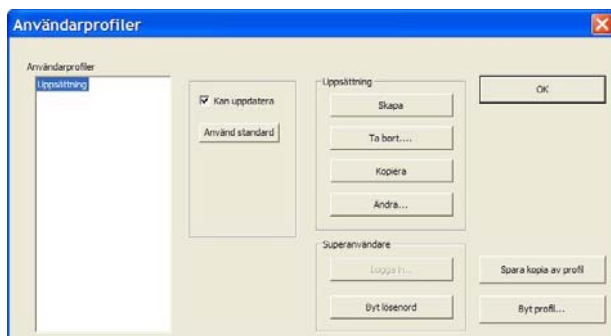 Användarprofiler
Användarprofiler
Uppsättning
Kan uppdatera
Använd standard
Uppsättning
Skapa
Ta bort....
Kopiera
Ändra...
Superanvändare
Logga in...
Byt lösenord
OK
Spara kopia av profil
Byt profil...